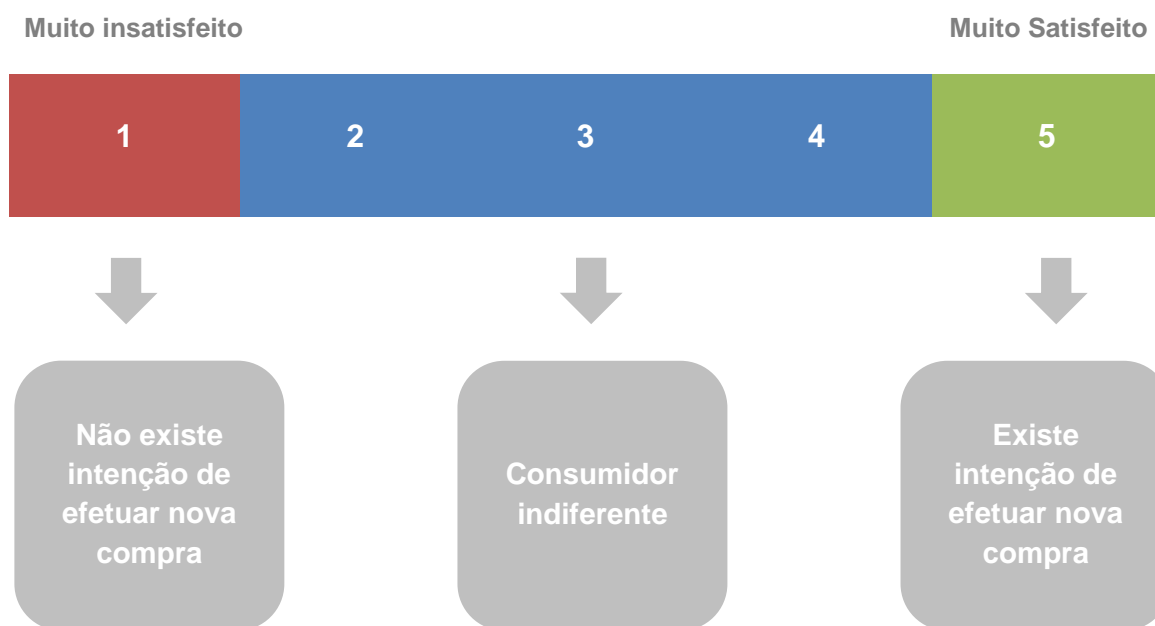 Muito insatisfeito
Muito Satisfeito
1
2
3
4
5
Não existe
intenção de
efetuar nova
compra
Consumidor
indiferente
Existe
intenção de
efetuar nova
compra